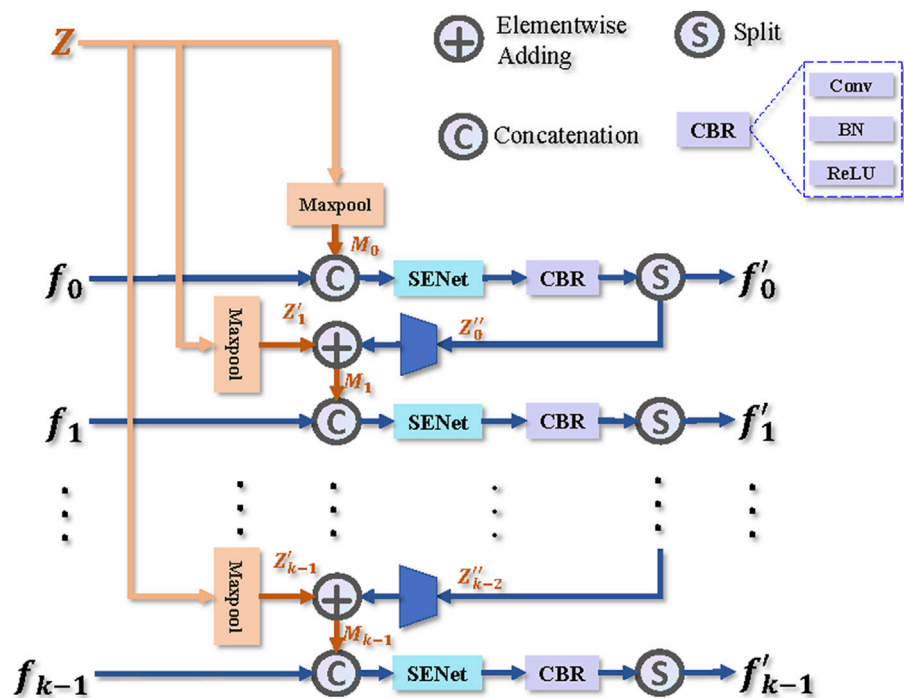 Z
+ Elementwise Adding
S Split
C Concatenation
CBR
Conv
BN
ReLU
Maxpool
M₀
f₀ C SENet CBR S f′₀
Maxpool Z′₁ + Z″₀
M₁
f₁ C SENet CBR S f′₁
Maxpool Z′ₖ₋₁ + Z″ₖ₋₂
Mₖ₋₁
fₖ₋₁ C SENet CBR S f′ₖ₋₁